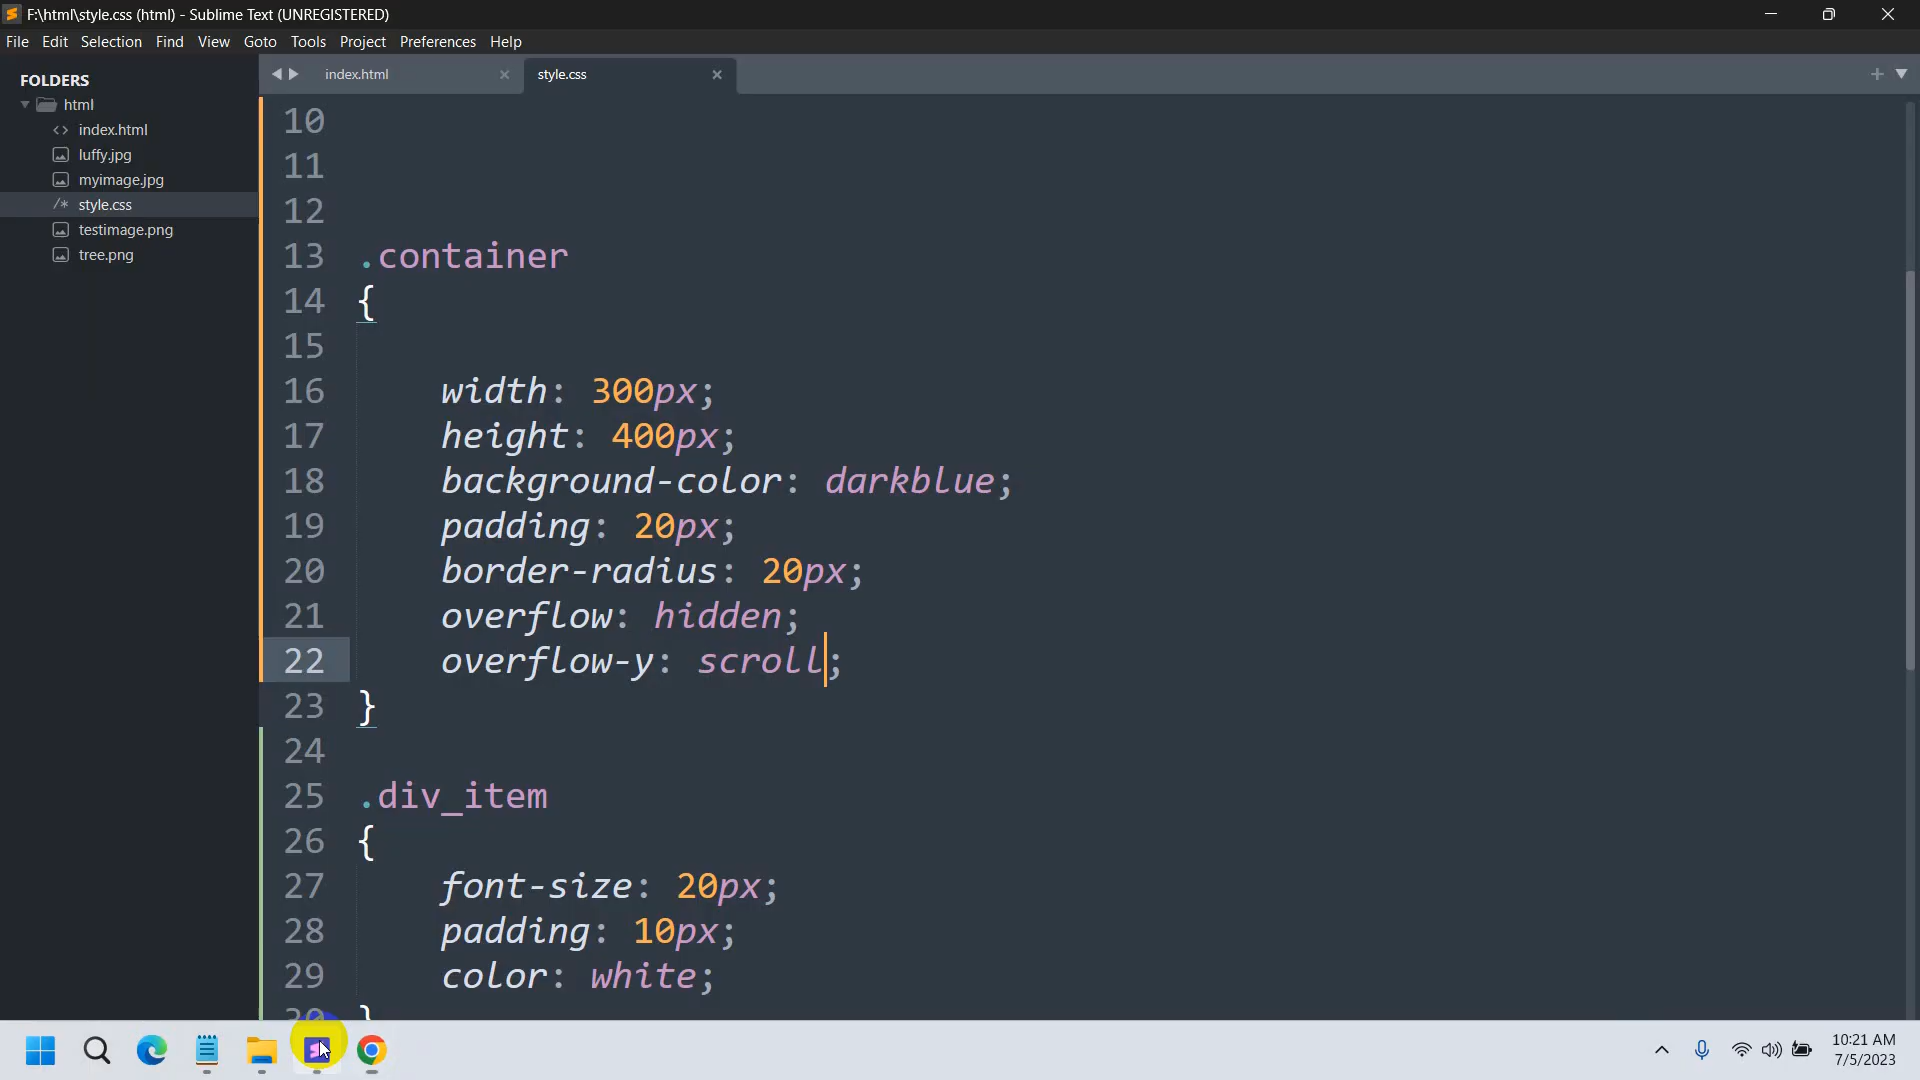 F:\html\style.css (html) - Sublime Text (UNREGISTERED)
File Edit Selection Find View Goto Tools Project Preferences Help
FOLDERS
html
index.html
luffy.jpg
myimage.jpg
style.css
testimage.png
tree.png
index.html
style.css
10
11
12
13 .container
14 {
15
16 width: 300px;
17 height: 400px;
18 background-color: darkblue;
19 padding: 20px;
20 border-radius: 20px;
21 overflow: hidden;
22 overflow-y: scroll;
23 }
24
25 .div_item
26 {
27 font-size: 20px;
28 padding: 10px;
29 color: white;
30 }
10:21 AM
7/5/2023